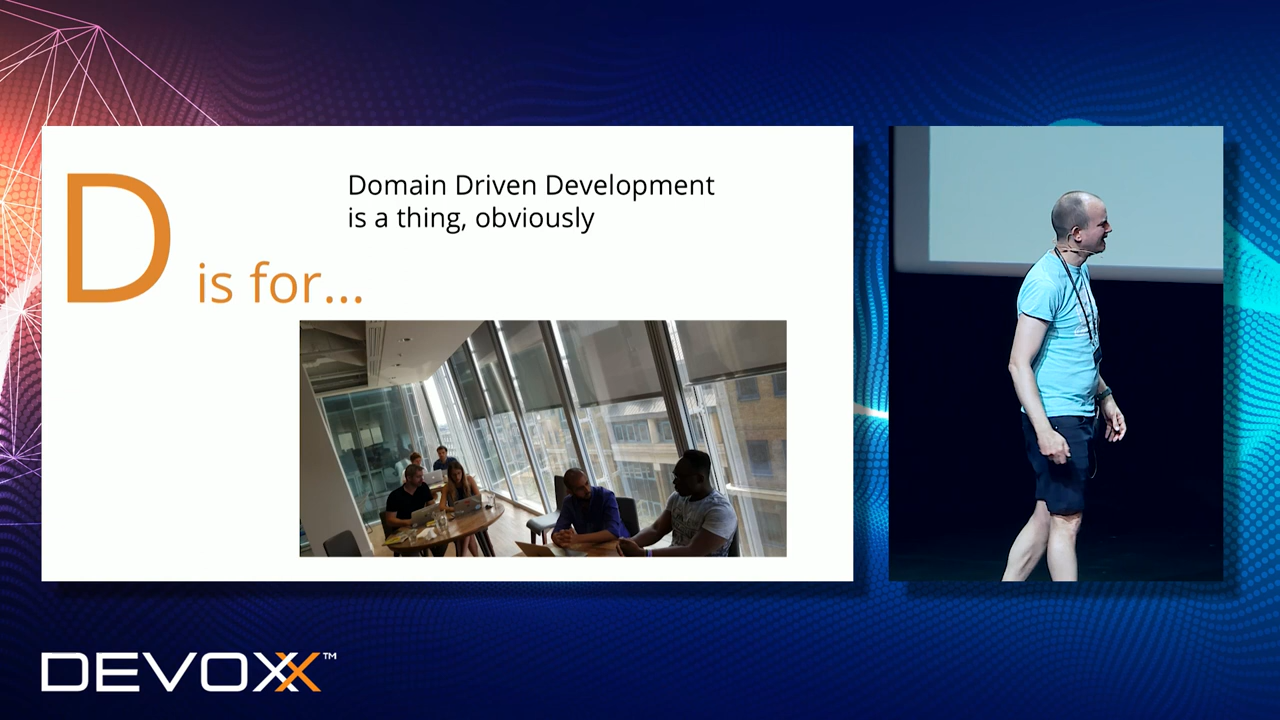 D is for...
Domain Driven Development
is a thing, obviously
DEVOXX™